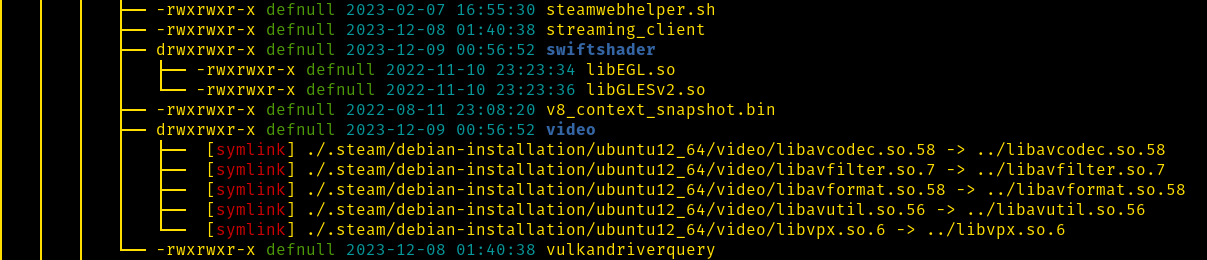 -rwxrwxr-x defnull 2023-02-07 16:55:30 steamwebhelper.sh
-rwxrwxr-x defnull 2023-12-08 01:40:38 streaming_client
drwxrwxr-x defnull 2023-12-09 00:56:52 swiftshader
-rwxrwxr-x defnull 2022-11-10 23:23:34 libEGL.so
-rwxrwxr-x defnull 2022-11-10 23:23:36 libGLESv2.so
-rwxrwxr-x defnull 2022-08-11 23:08:20 v8_context_snapshot.bin
drwxrwxr-x defnull 2023-12-09 00:56:52 video
[symlink] ./.steam/debian-installation/ubuntu12_64/video/libavcodec.so.58 -> ../libavcodec.so.58
[symlink] ./.steam/debian-installation/ubuntu12_64/video/libavfilter.so.7 -> ../libavfilter.so.7
[symlink] ./.steam/debian-installation/ubuntu12_64/video/libavformat.so.58 -> ../libavformat.so.58
[symlink] ./.steam/debian-installation/ubuntu12_64/video/libavutil.so.56 -> ../libavutil.so.56
[symlink] ./.steam/debian-installation/ubuntu12_64/video/libvpx.so.6 -> ../libvpx.so.6
-rwxrwxr-x defnull 2023-12-08 01:40:38 vulkandriverquery